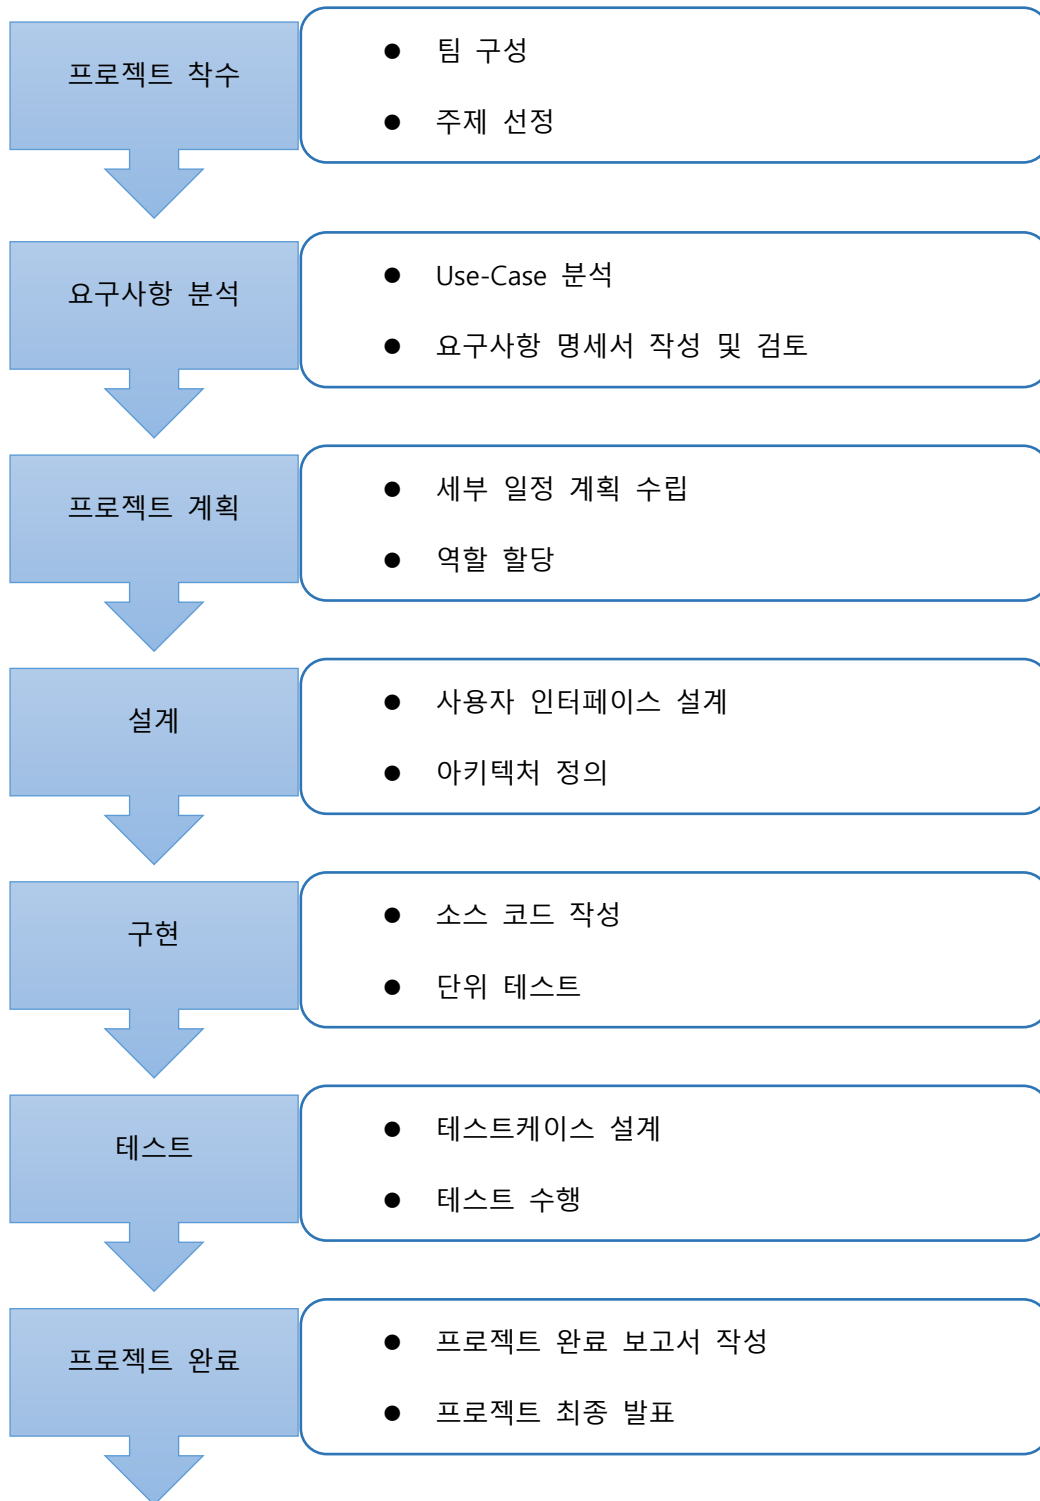 프로젝트 착수
● 팀 구성
● 주제 선정
요구사항 분석
● Use-Case 분석
● 요구사항 명세서 작성 및 검토
프로젝트 계획
● 세부 일정 계획 수립
● 역할 할당
설계
● 사용자 인터페이스 설계
● 아키텍처 정의
구현
● 소스 코드 작성
● 단위 테스트
테스트
● 테스트케이스 설계
● 테스트 수행
프로젝트 완료
● 프로젝트 완료 보고서 작성
● 프로젝트 최종 발표